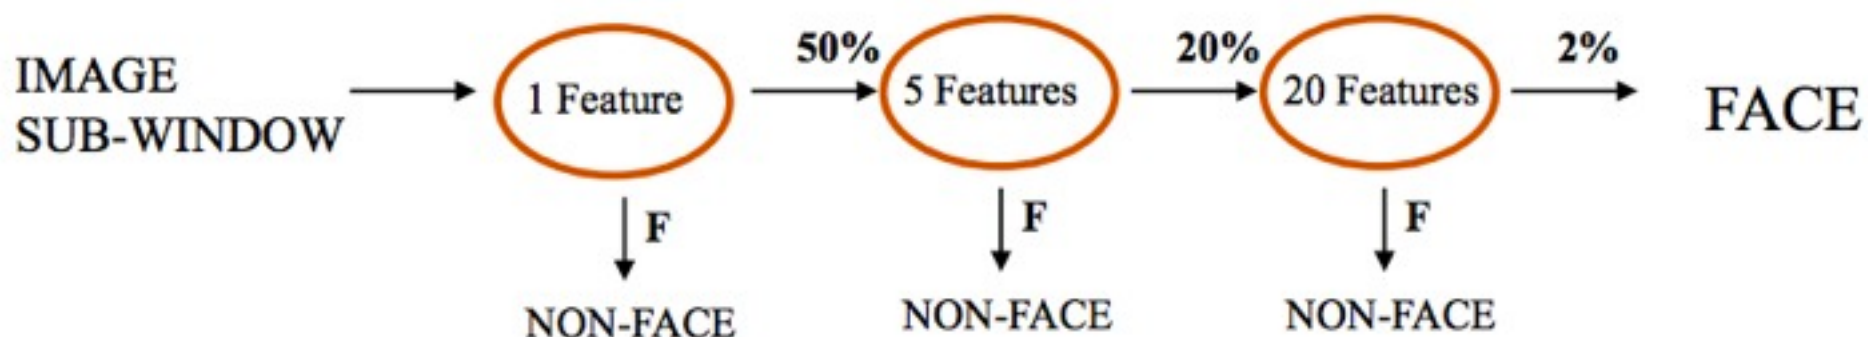 IMAGE
SUB-WINDOW
1 Feature
50%
5 Features
20%
20 Features
2%
FACE
F
F
F
NON-FACE
NON-FACE
NON-FACE